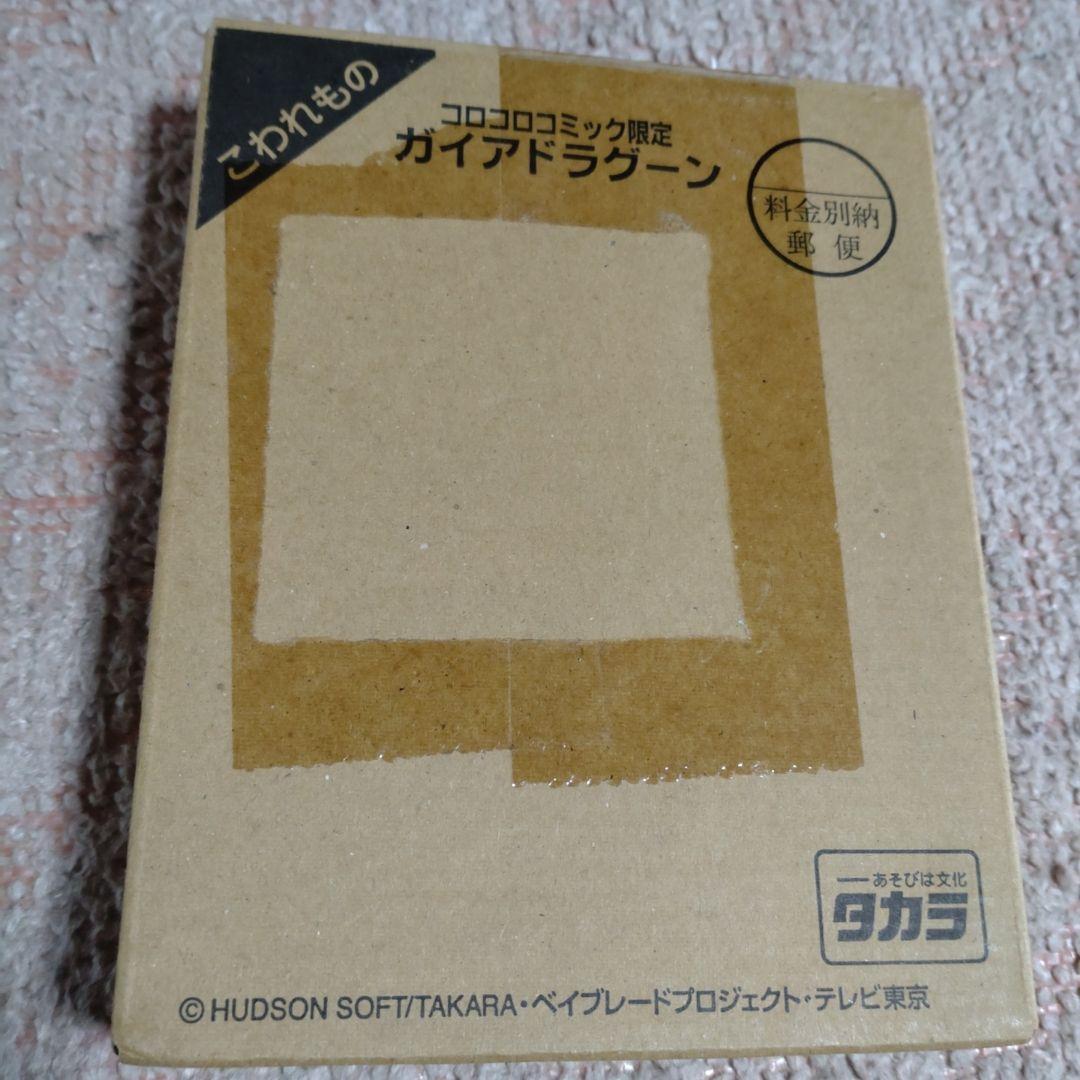 こわれもの
コロコロコミック限定
ガイアドラグーン
料金別納
郵便
あそびは文化
タカラ
©HUDSON SOFT/TAKARA・ベイブレードプロジェクト・テレビ東京